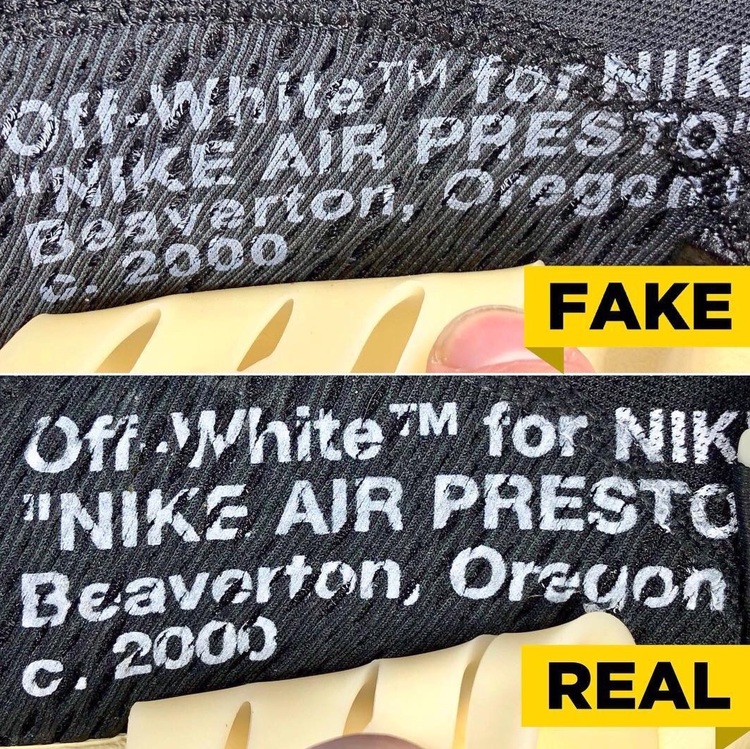 Off-White™ for NIKE
"NIKE AIR PRESTO"
Beaverton, Oregon
c. 2000
FAKE
Off-White™ for NIK
"NIKE AIR PRESTO
Beaverton, Oregon
c. 2000
REAL